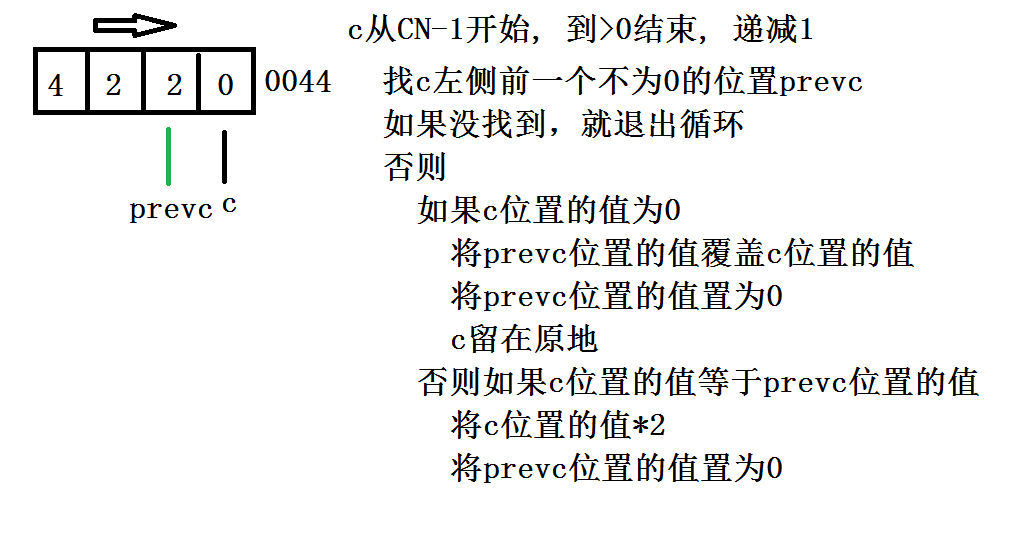 c从CN-1开始, 到>0结束, 递减1
4 2 2 0 0044
找c左侧前一个不为0的位置prevc
如果没找到，就退出循环
否则
prevc c
如果c位置的值为0
将prevc位置的值覆盖c位置的值
将prevc位置的值置为0
c留在原地
否则如果c位置的值等于prevc位置的值
将c位置的值*2
将prevc位置的值置为0